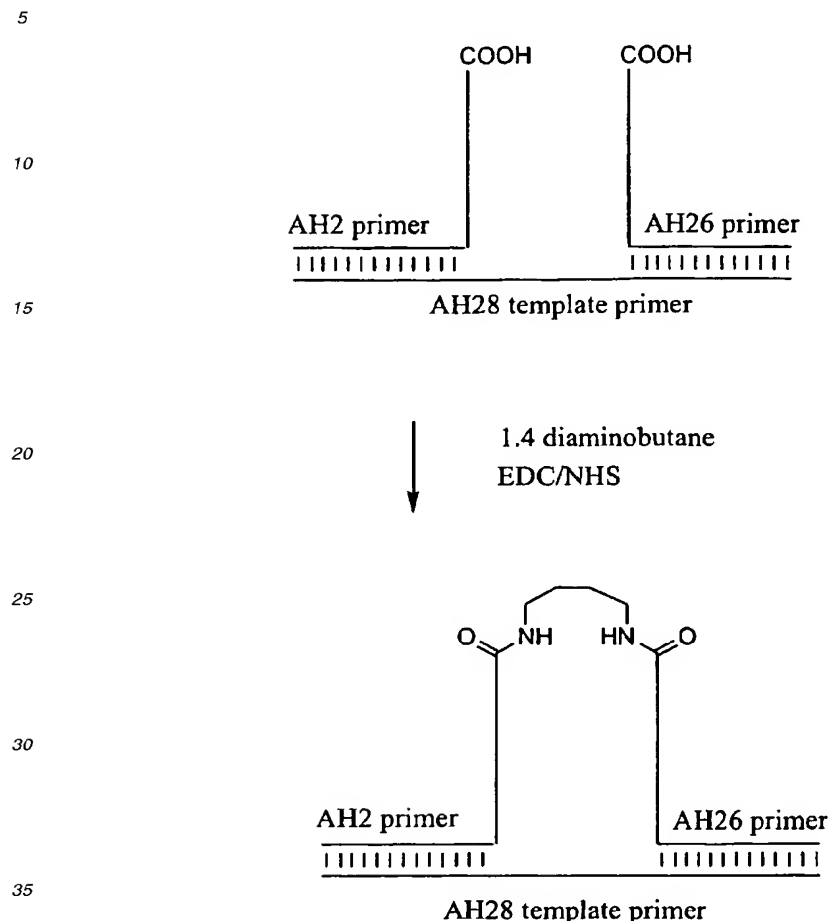 5
COOH COOH
10
AH2 primer AH26 primer
15
AH28 template primer
20
1.4 diaminobutane
EDC/NHS
25
O NH HN O
30
AH2 primer AH26 primer
35
AH28 template primer